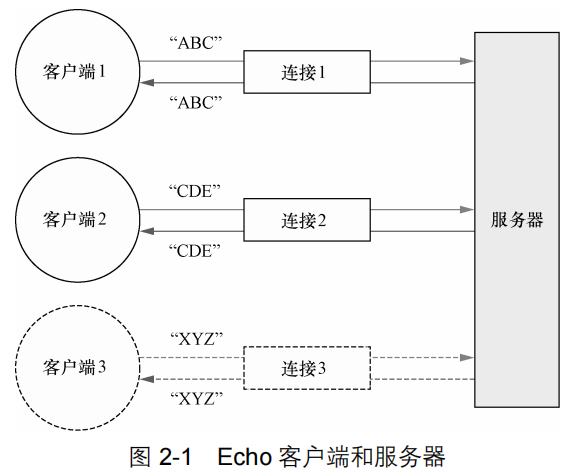 “ABC”
客户端1
连接1
“ABC”
“CDE”
客户端2
连接2
服务器
“CDE”
“XYZ”
客户端3
连接3
“XYZ”
图 2-1 Echo 客户端和服务器